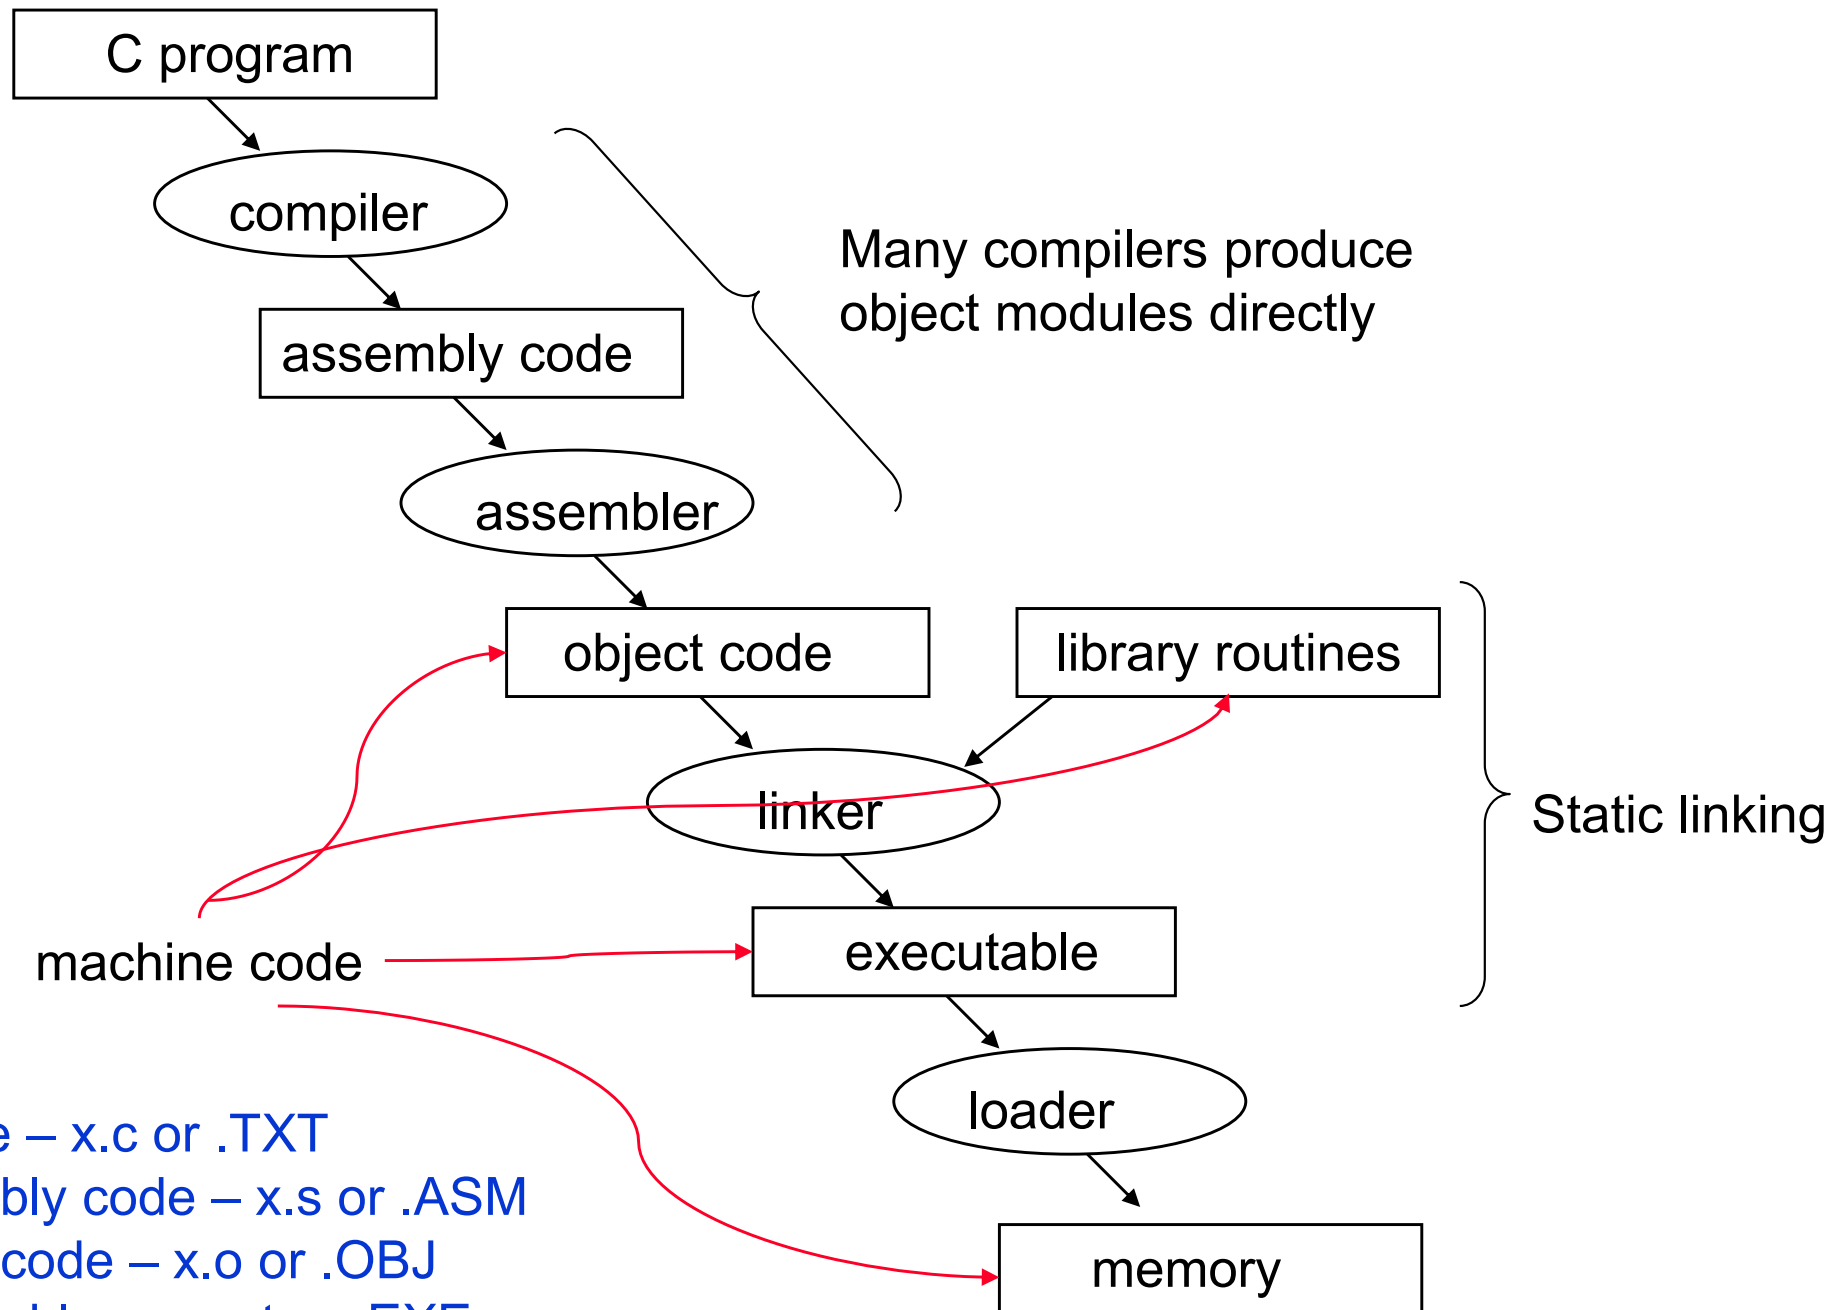 C program
compiler
Many compilers produce
object modules directly
assembly code
assembler
object code
library routines
linker
Static linking
executable
machine code
loader
– x.c or .TXT
code – x.s or .ASM
code – x.o or .OBJ
memory